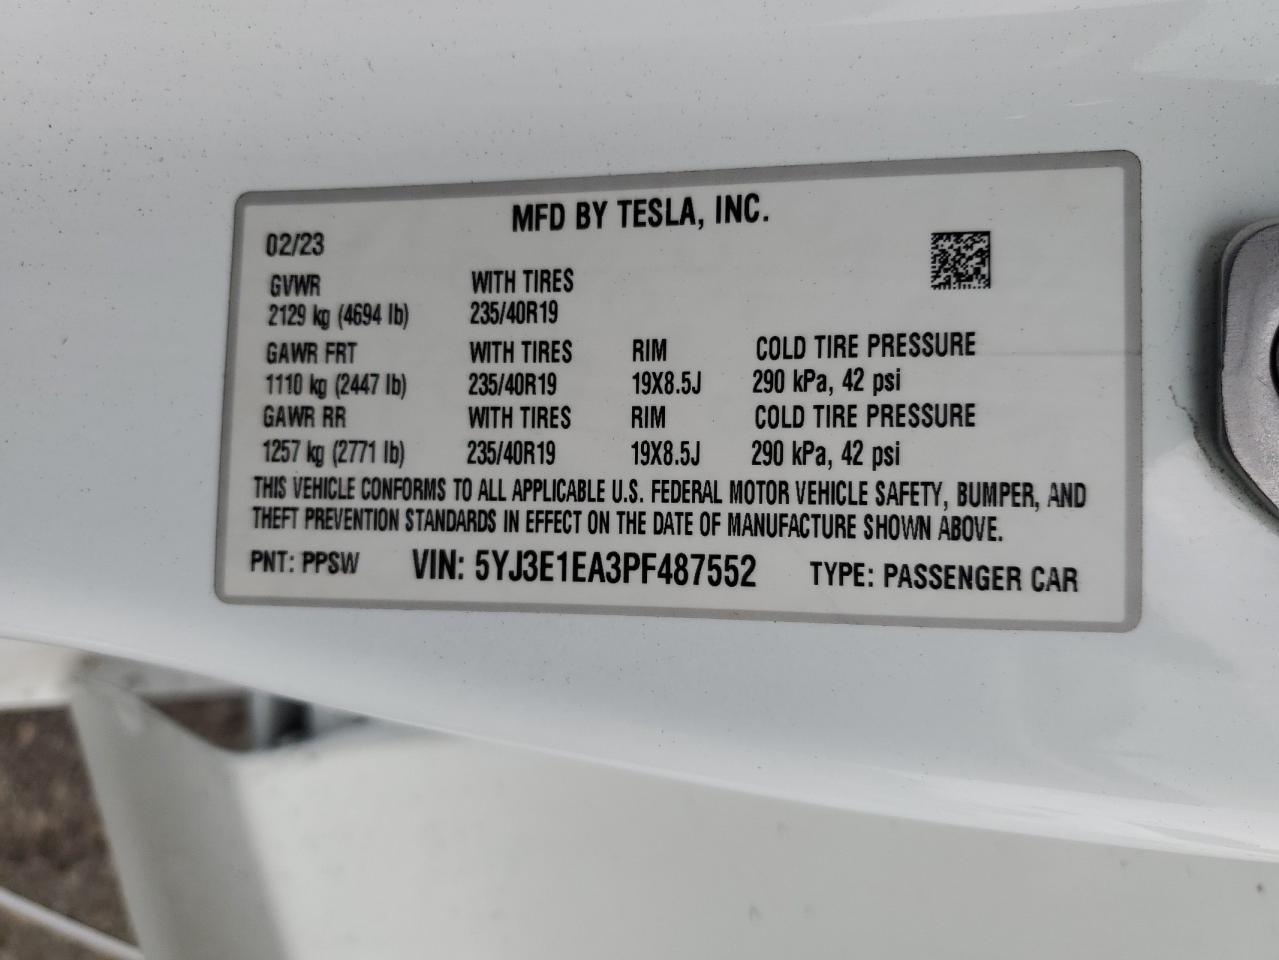 MFD BY TESLA, INC.
02/23
GVWR WITH TIRES
2129 kg (4694 lb) 235/40R19
GAWR FRT WITH TIRES RIM COLD TIRE PRESSURE
1110 kg (2447 lb) 235/40R19 19X8.5J 290 kPa, 42 psi
GAWR RR WITH TIRES RIM COLD TIRE PRESSURE
1257 kg (2771 lb) 235/40R19 19X8.5J 290 kPa, 42 psi
THIS VEHICLE CONFORMS TO ALL APPLICABLE U.S. FEDERAL MOTOR VEHICLE SAFETY, BUMPER, AND
THEFT PREVENTION STANDARDS IN EFFECT ON THE DATE OF MANUFACTURE SHOWN ABOVE.
PNT: PPSW VIN: 5YJ3E1EA3PF487552 TYPE: PASSENGER CAR